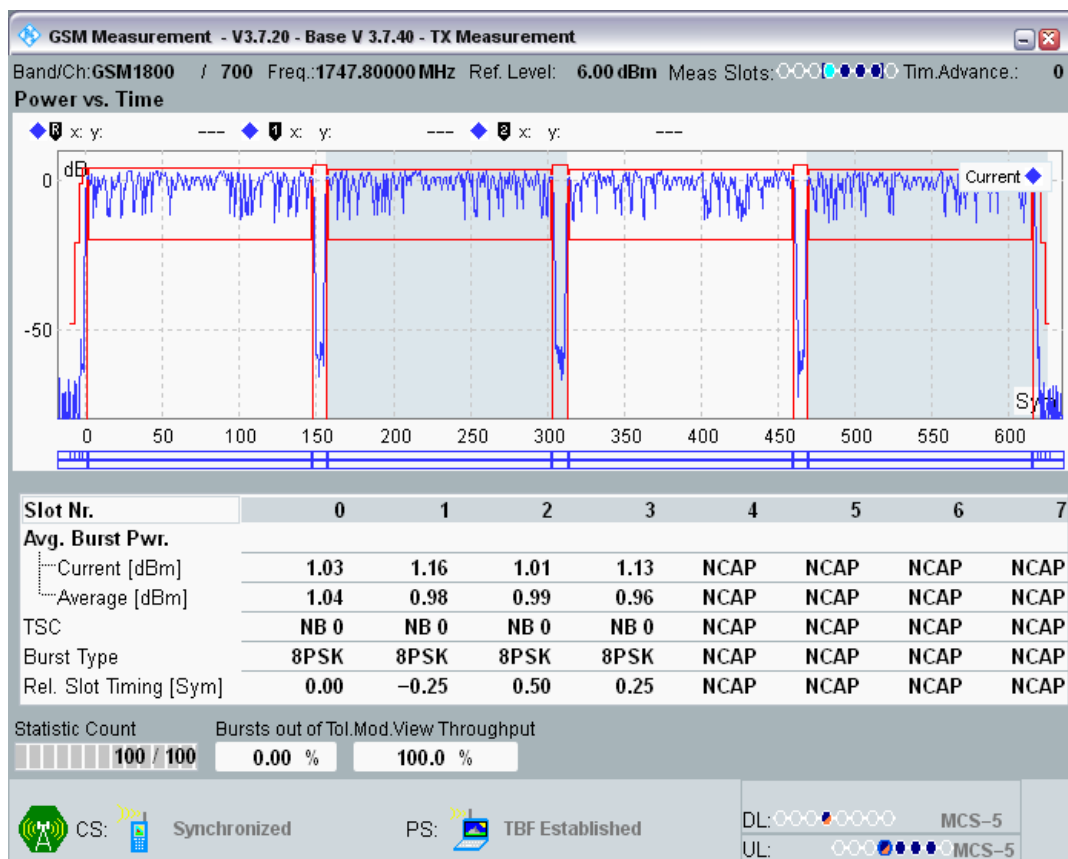 GSM Measurement - V3.7.20 - Base V 3.7.40 - TX Measurement
Band/Ch:GSM1800 / 700 Freq.:1747.80000 MHz Ref. Level: 6.00 dBm Meas Slots: Tim.Advance.: 0
Power vs. Time
R x: y: --- 1 x: y: --- 2 x: y: ---
dB
0
Current
-50
Sym
0 50 100 150 200 250 300 350 400 450 500 550 600
Slot Nr. 0 1 2 3 4 5 6 7
Avg. Burst Pwr.
Current [dBm] 1.03 1.16 1.01 1.13 NCAP NCAP NCAP NCAP
Average [dBm] 1.04 0.98 0.99 0.96 NCAP NCAP NCAP NCAP
TSC NB 0 NB 0 NB 0 NB 0 NCAP NCAP NCAP NCAP
Burst Type 8PSK 8PSK 8PSK 8PSK NCAP NCAP NCAP NCAP
Rel. Slot Timing [Sym] 0.00 −0.25 0.50 0.25 NCAP NCAP NCAP NCAP
Statistic Count Bursts out of Tol.Mod.View Throughput
100 / 100 0.00 % 100.0 %
CS: Synchronized PS: TBF Established
DL: MCS−5
UL: MCS−5